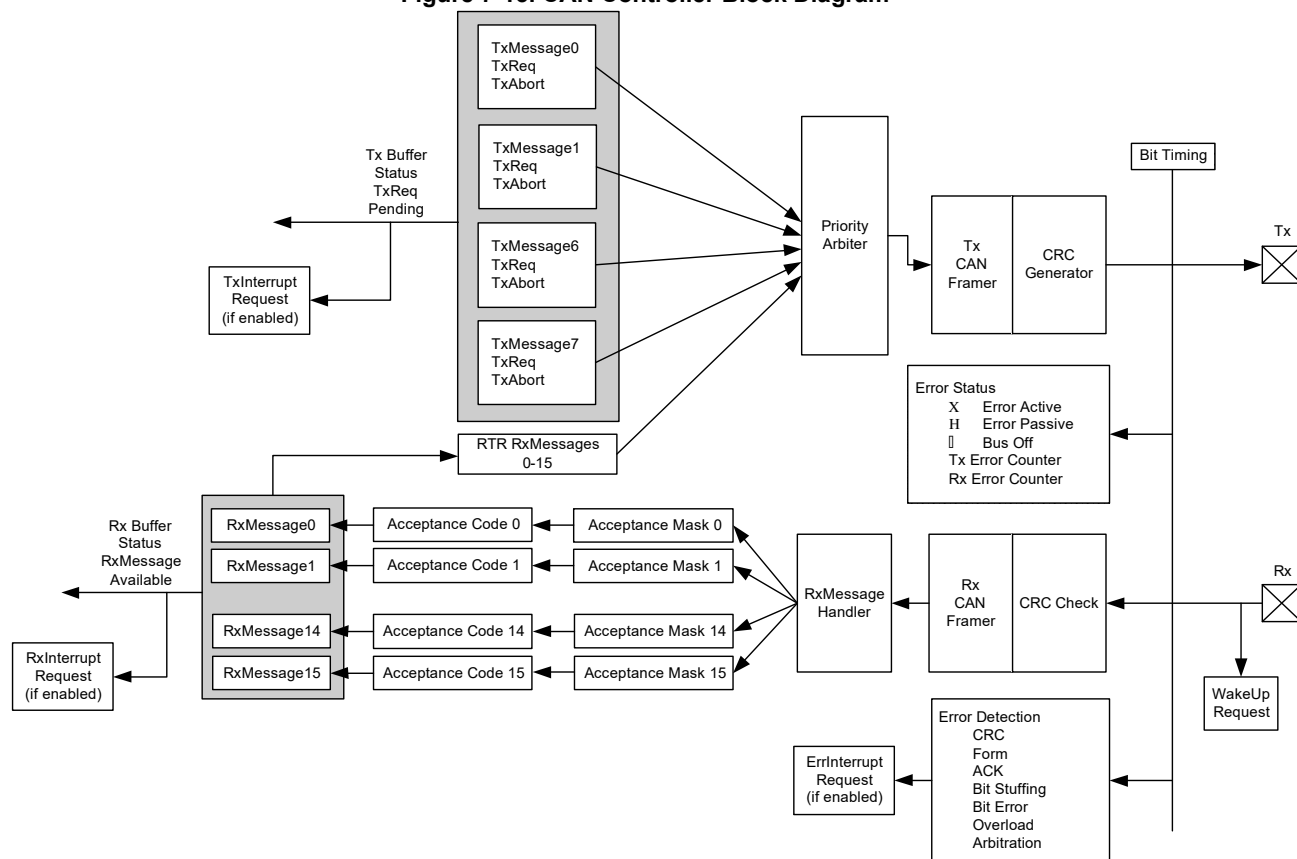 Figure 7-16. CAN Controller Block Diagram
TxMessage0
TxReq
TxAbort
TxMessage1
TxReq
TxAbort
TxMessage6
TxReq
TxAbort
TxMessage7
TxReq
TxAbort
Tx Buffer
Status
TxReq
Pending
TxInterrupt
Request
(if enabled)
Priority
Arbiter
Tx
CAN
Framer
CRC
Generator
Bit Timing
Tx
Error Status
X Error Active
H Error Passive
▯ Bus Off
Tx Error Counter
Rx Error Counter
RTR RxMessages
0-15
Rx Buffer
Status
RxMessage
Available
RxInterrupt
Request
(if enabled)
RxMessage0
Acceptance Code 0
Acceptance Mask 0
RxMessage1
Acceptance Code 1
Acceptance Mask 1
RxMessage14
Acceptance Code 14
Acceptance Mask 14
RxMessage15
Acceptance Code 15
Acceptance Mask 15
RxMessage
Handler
Rx
CAN
Framer
CRC Check
Rx
WakeUp
Request
ErrInterrupt
Request
(if enabled)
Error Detection
CRC
Form
ACK
Bit Stuffing
Bit Error
Overload
Arbitration